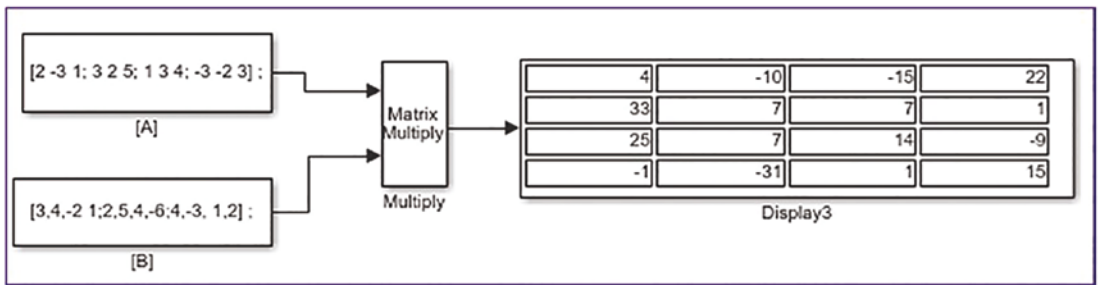 [2 -3 1; 3 2 5; 1 3 4; -3 -2 3] ;
[A]
[3,4,-2 1;2,5,4,-6;4,-3, 1,2] ;
[B]
Matrix
Multiply
Multiply
4 -10 -15 22
33 7 7 1
25 7 14 -9
-1 -31 1 15
Display3